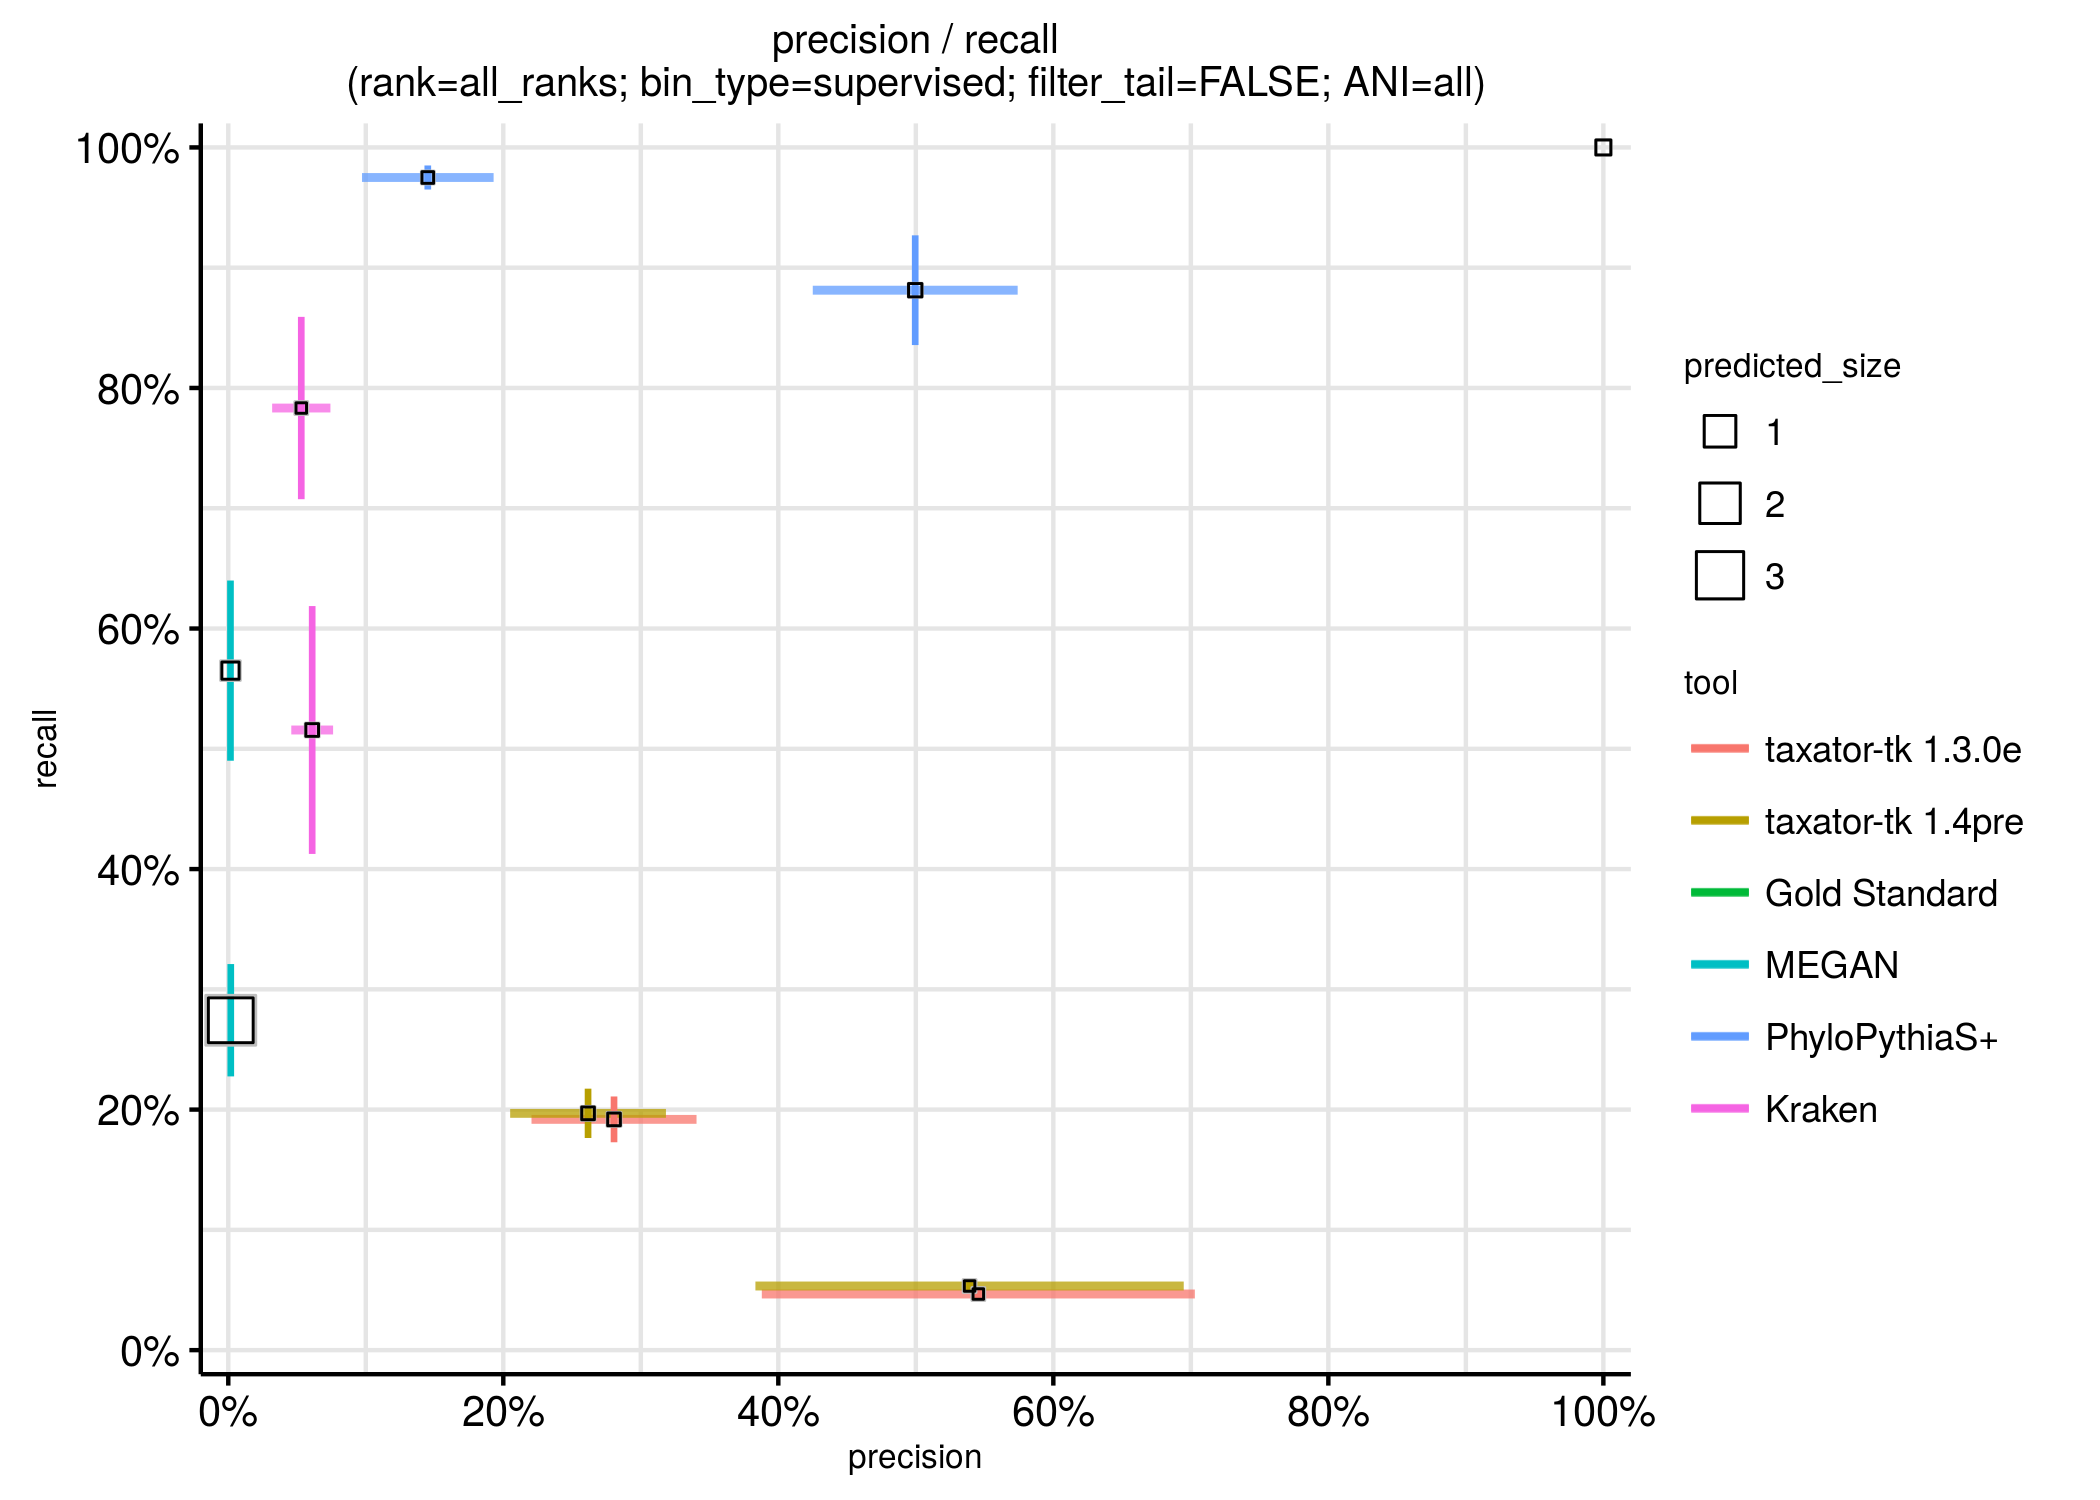 precision / recall
(rank=all_ranks; bin_type=supervised; filter_tail=FALSE; ANI=all)
100%
80%
60%
40%
20%
0%
recall
0%
20%
40%
60%
80%
100%
precision
predicted_size
1
2
3
tool
taxator-tk 1.3.0e
taxator-tk 1.4pre
Gold Standard
MEGAN
PhyloPythiaS+
Kraken